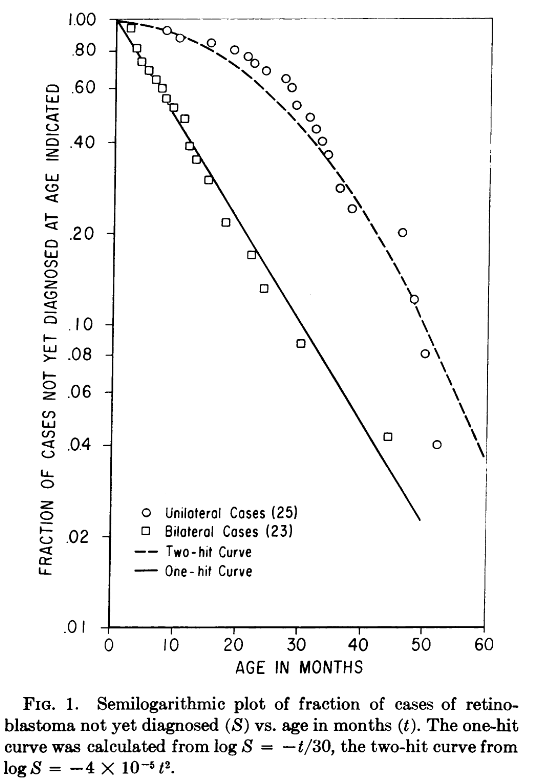 1.00
.80
.60
.40
.20
.10
.08
.06
.04
.02
.01
FRACTION OF CASES NOT YET DIAGNOSED AT AGE INDICATED
Unilateral Cases (25)
Bilateral Cases (23)
Two-hit Curve
One-hit Curve
0 10 20 30 40 50 60
AGE IN MONTHS
FIG. 1. Semilogarithmic plot of fraction of cases of retino-
blastoma not yet diagnosed (S) vs. age in months (t). The one-hit
curve was calculated from log S = −t/30, the two-hit curve from
log S = −4 × 10⁻⁵ t².